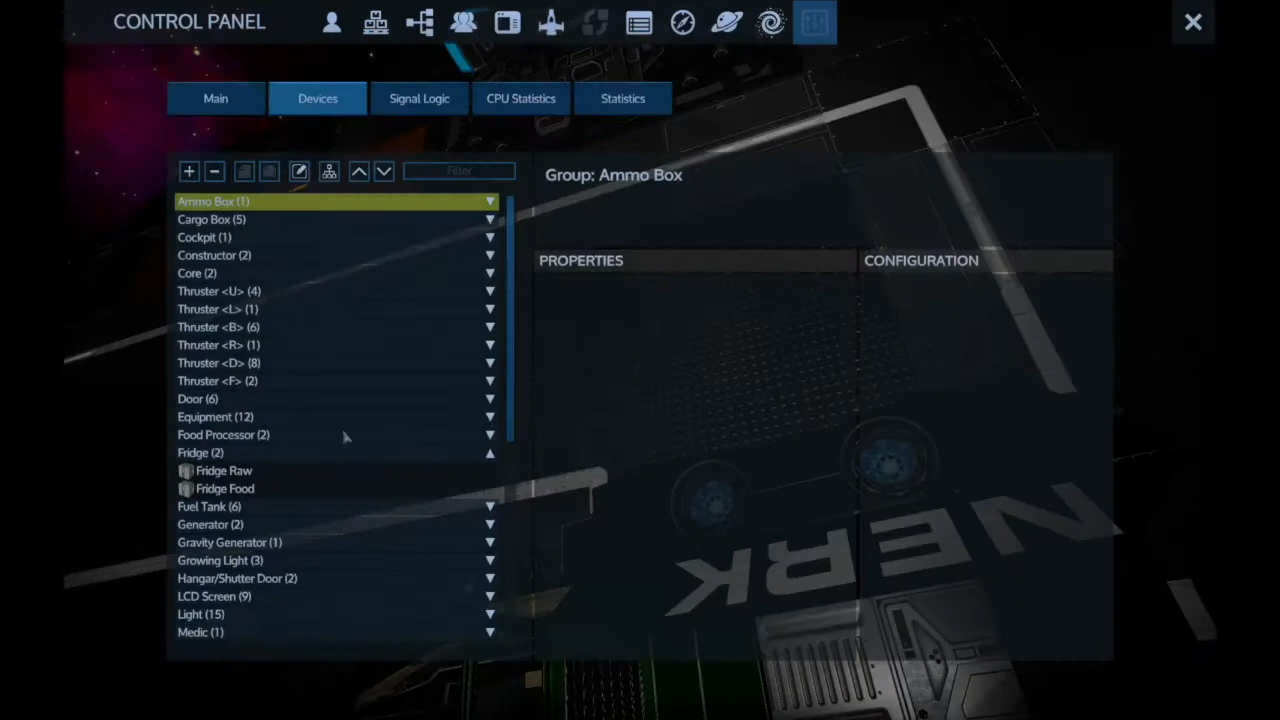 CONTROL PANEL
Main
Devices
Signal Logic
CPU Statistics
Statistics
Filter
Group: Ammo Box
Ammo Box (1)
Cargo Box (5)
Cockpit (1)
Constructor (2)
Core (2)
Thruster <U> (4)
Thruster <L> (1)
Thruster <B> (6)
Thruster <R> (1)
Thruster <D> (8)
Thruster <F> (2)
Door (6)
Equipment (12)
Food Processor (2)
Fridge (2)
Fridge Raw
Fridge Food
Fuel Tank (6)
Generator (2)
Gravity Generator (1)
Growing Light (3)
Hangar/Shutter Door (2)
LCD Screen (9)
Light (15)
Medic (1)
PROPERTIES
CONFIGURATION
NERK